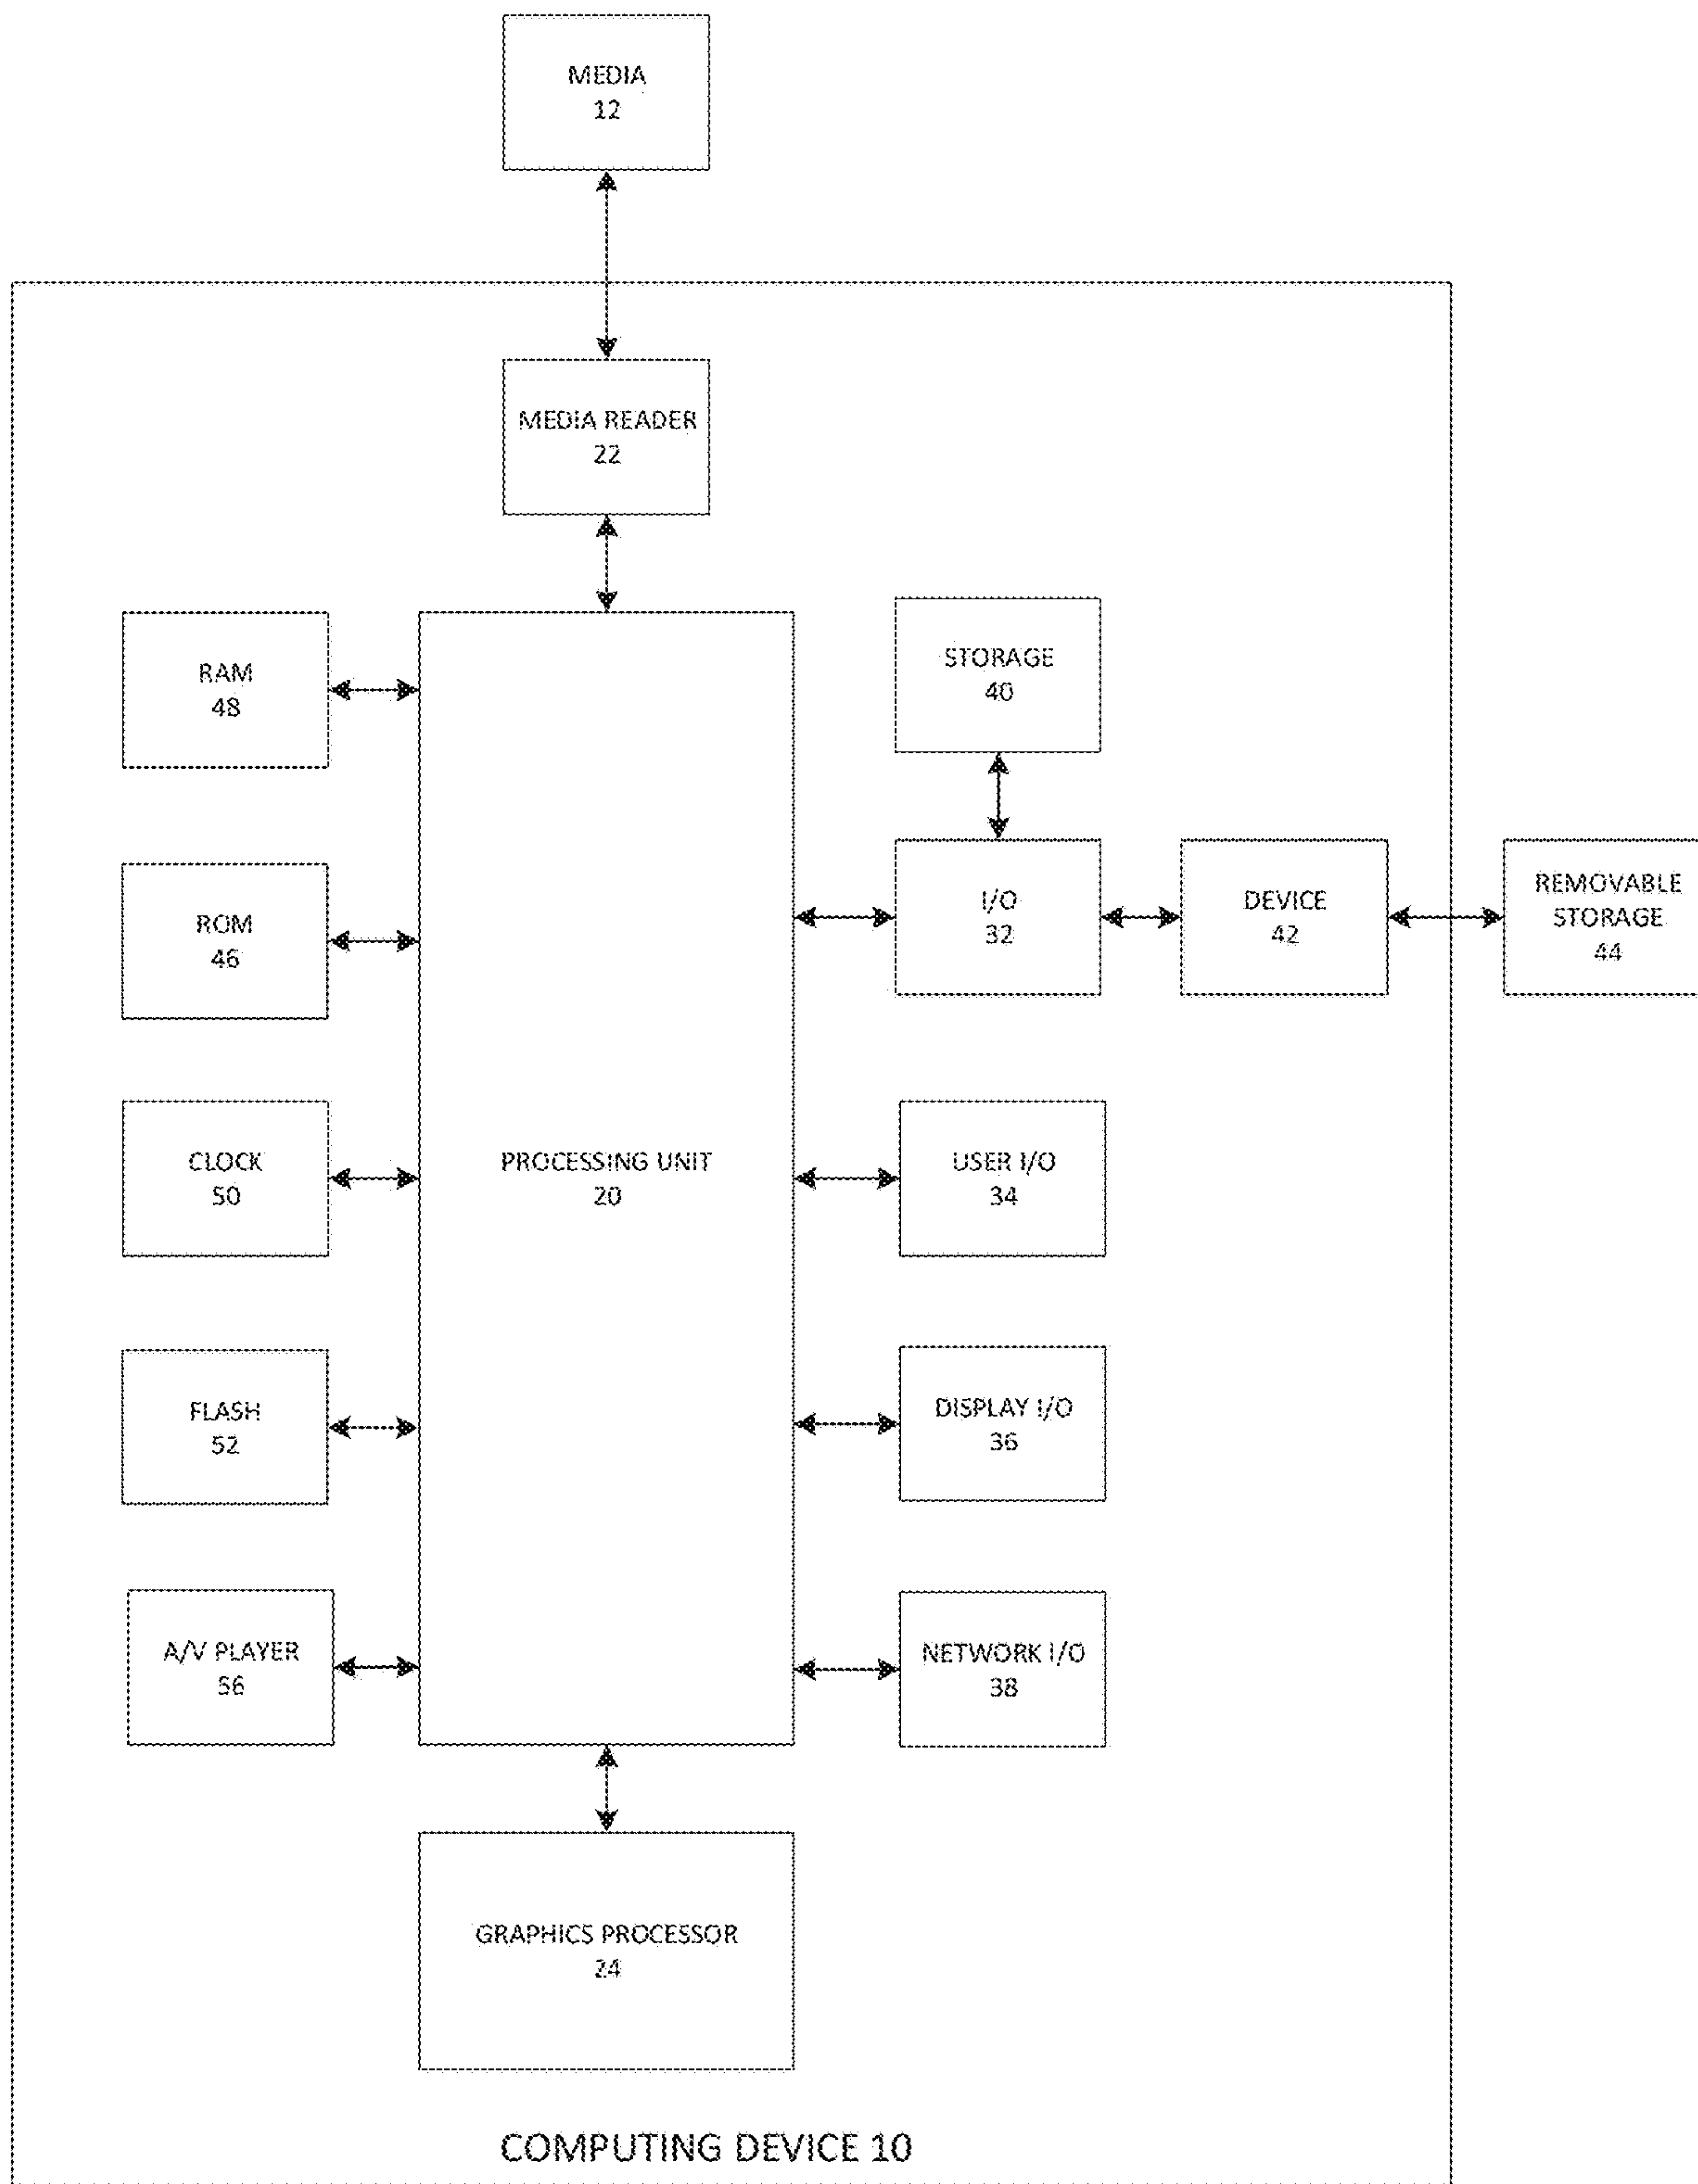 MEDIA
12
MEDIA READER
22
RAM
48
STORAGE
40
ROM
46
I/O
32
DEVICE
42
REMOVABLE
STORAGE
44
CLOCK
50
PROCESSING UNIT
20
USER I/O
34
FLASH
52
DISPLAY I/O
36
A/V PLAYER
56
NETWORK I/O
38
GRAPHICS PROCESSOR
24
COMPUTING DEVICE 10